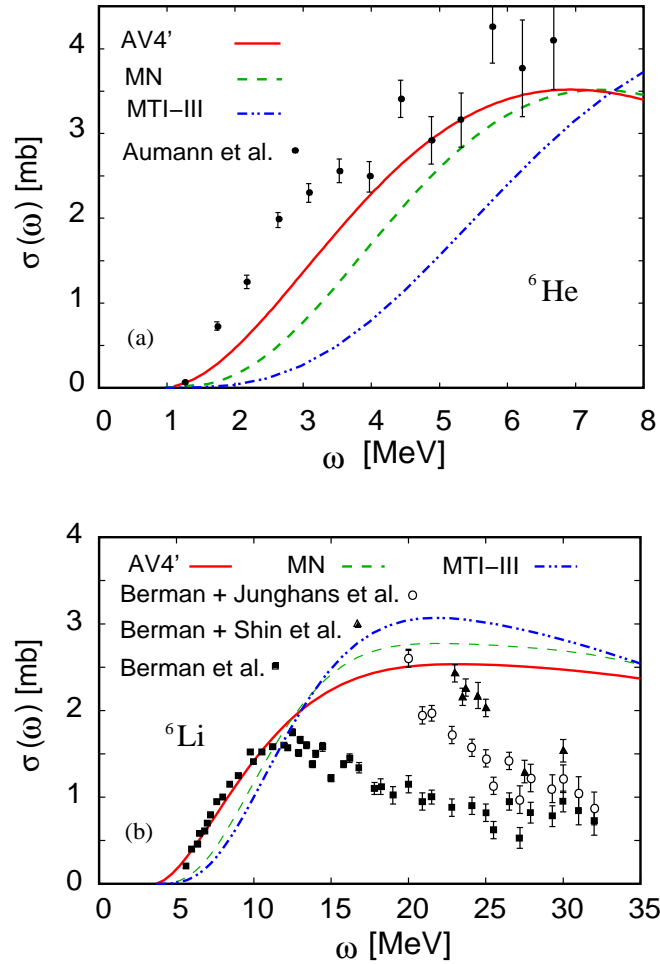 4
AV4'
MN
MTI−III
3
Aumann et al.
σ (ω) [mb]
2
⁶He
1
(a)
0
0 1 2 3 4 5 6 7 8
ω [MeV]
4
AV4' MN MTI−III
Berman + Junghans et al.
3
Berman + Shin et al.
Berman et al.
σ (ω) [mb]
2
⁶Li
1
(b)
0
0 5 10 15 20 25 30 35
ω [MeV]